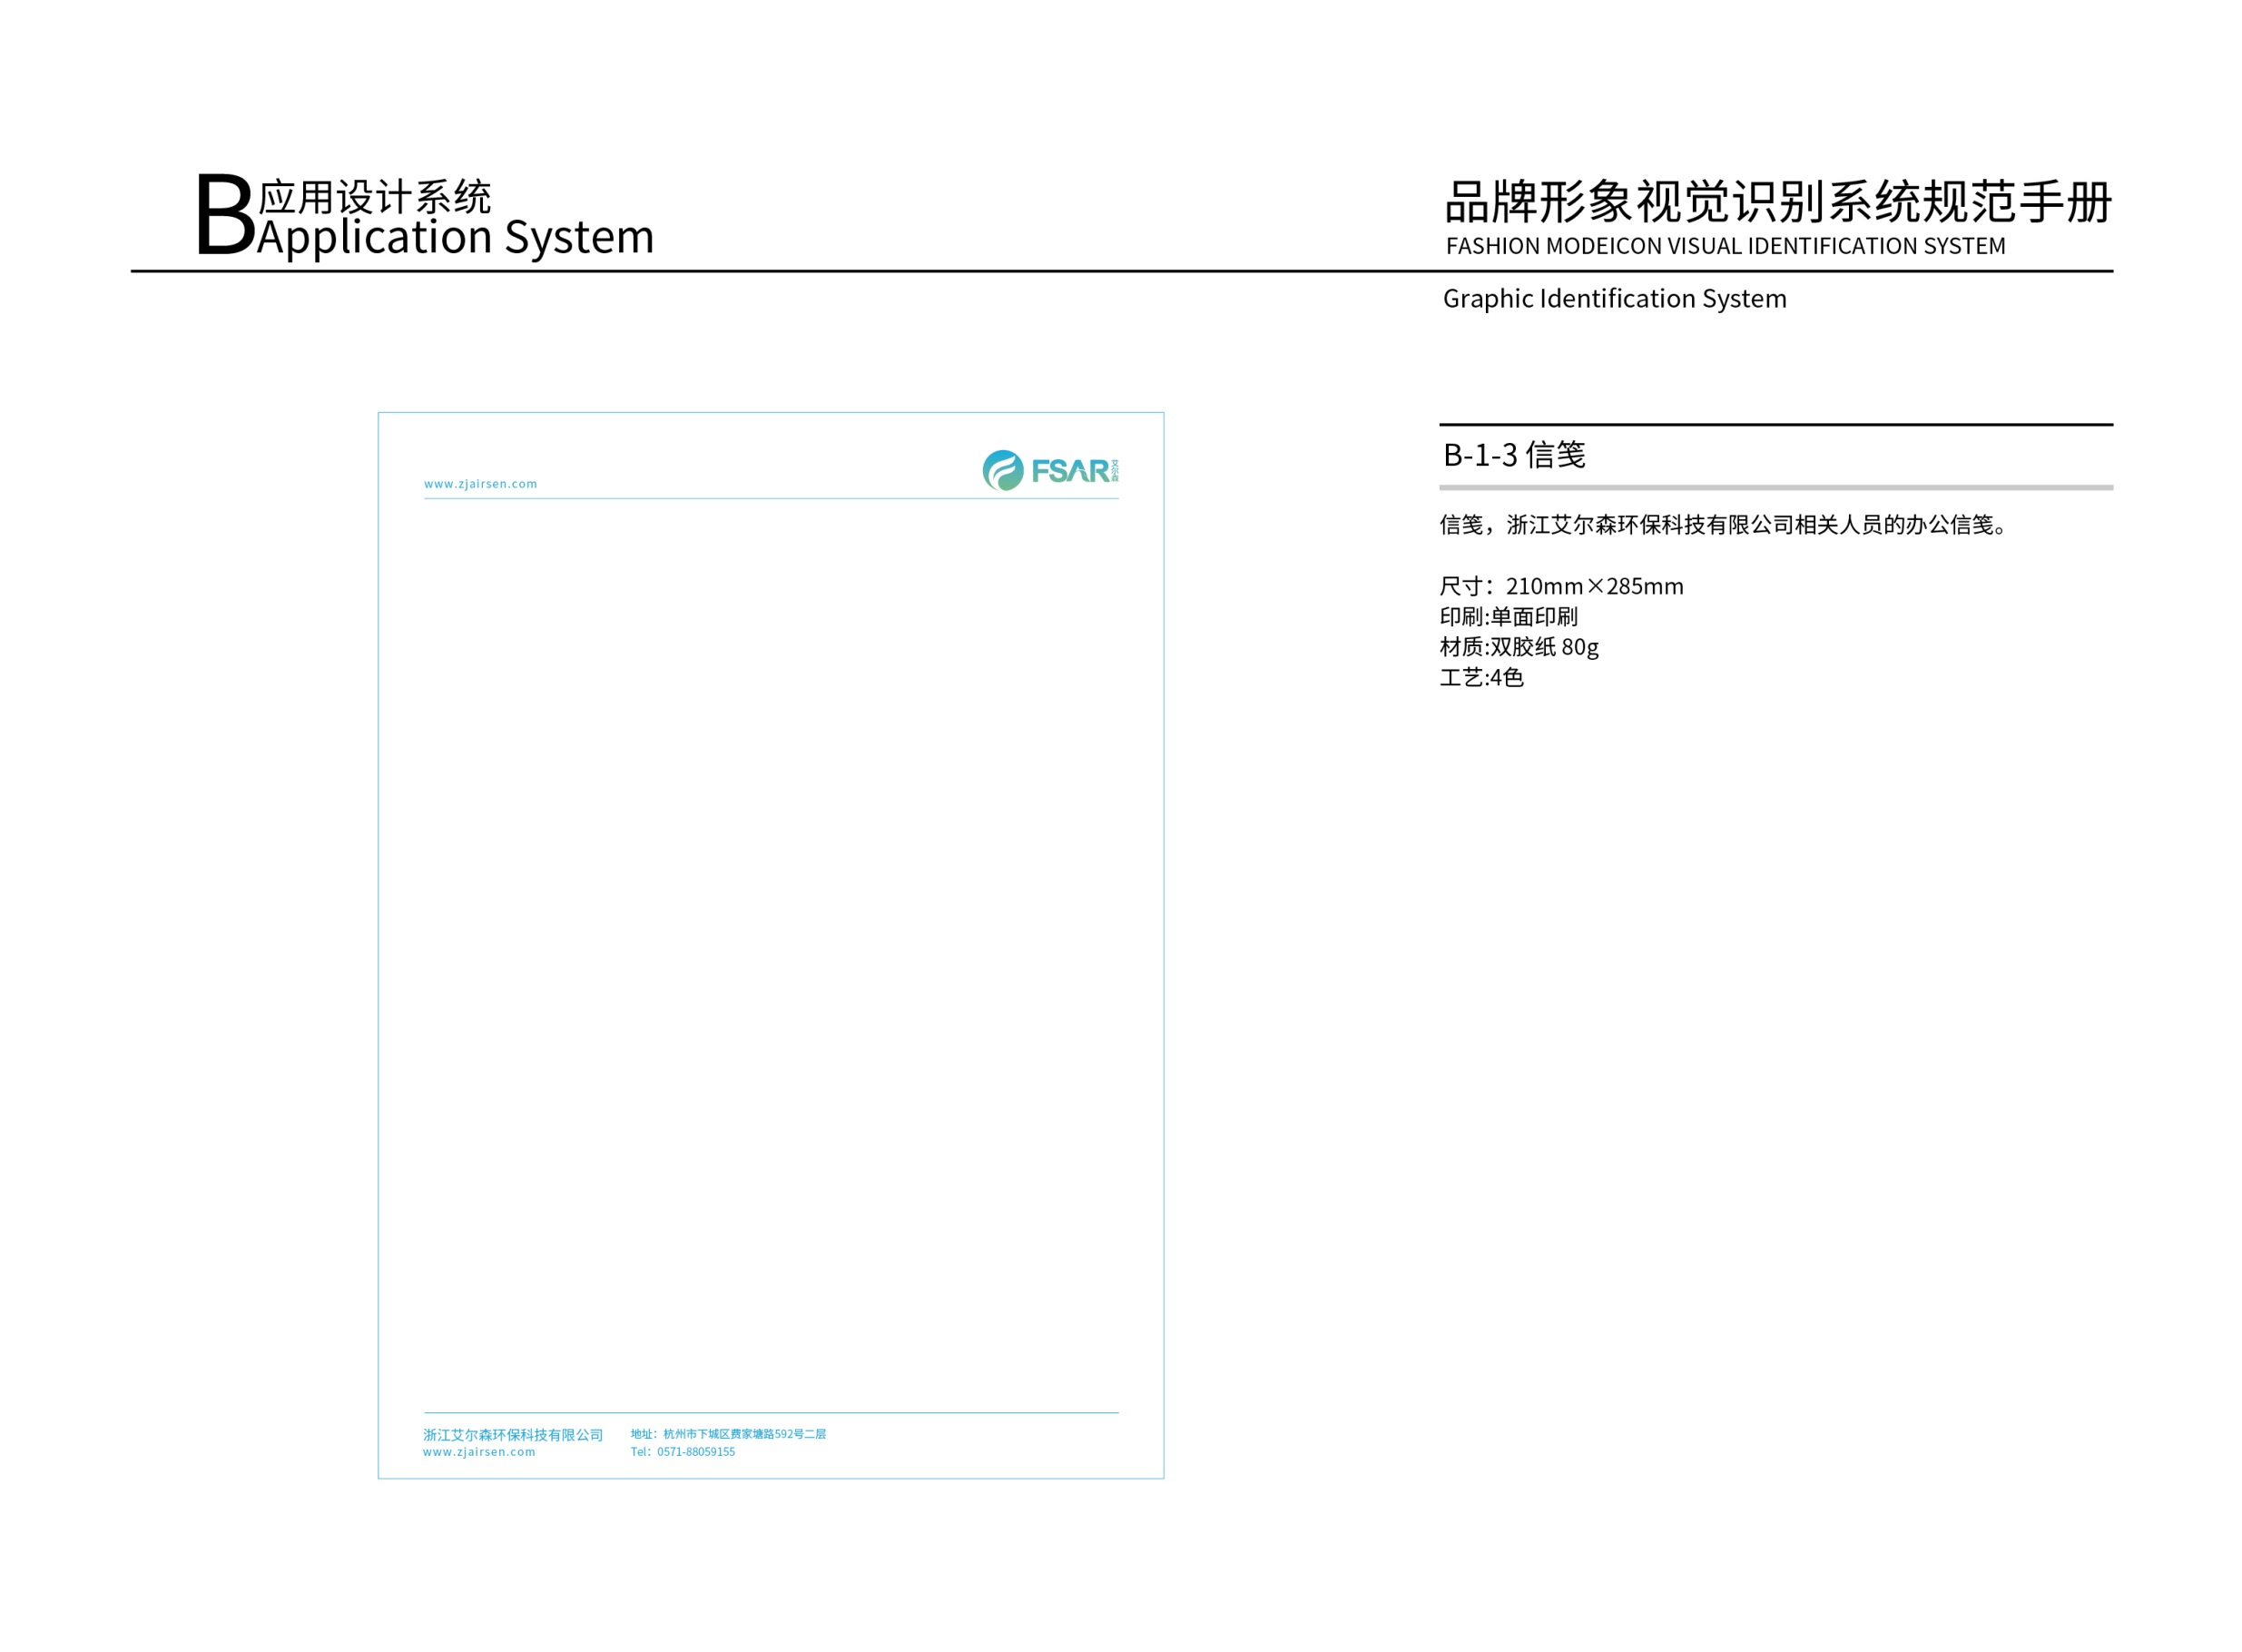 B应用设计系统
Application System
品牌形象视觉识别系统规范手册
FASHION MODEICON VISUAL IDENTIFICATION SYSTEM
Graphic Identification System
www.zjairsen.com
FSAR 艾尔森
B-1-3 信笺
信笺，浙江艾尔森环保科技有限公司相关人员的办公信笺。
尺寸：210mm×285mm
印刷:单面印刷
材质:双胶纸 80g
工艺:4色
浙江艾尔森环保科技有限公司
www.zjairsen.com
地址：杭州市下城区费家塘路592号二层
Tel：0571-88059155